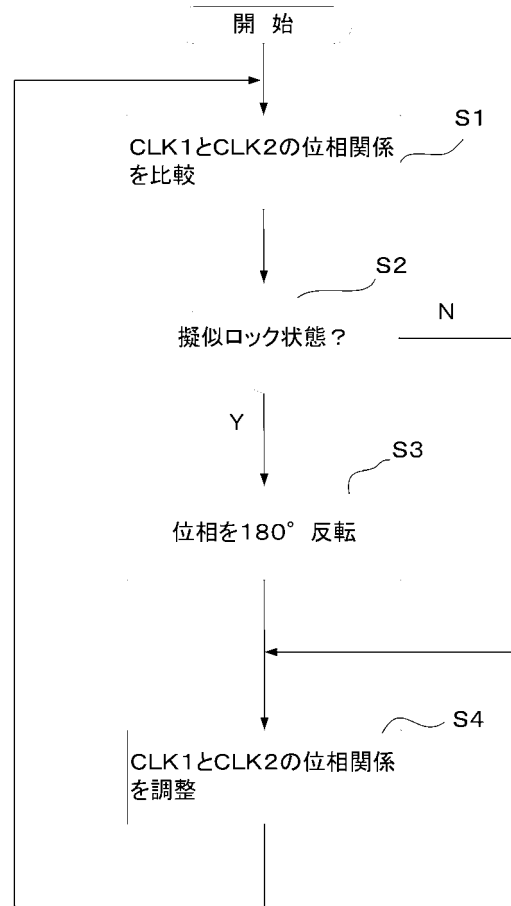 開 始
CLK1とCLK2の位相関係
を比較
S1
S2
擬似ロック状態？
N
Y
S3
位相を180°反転
S4
CLK1とCLK2の位相関係
を調整